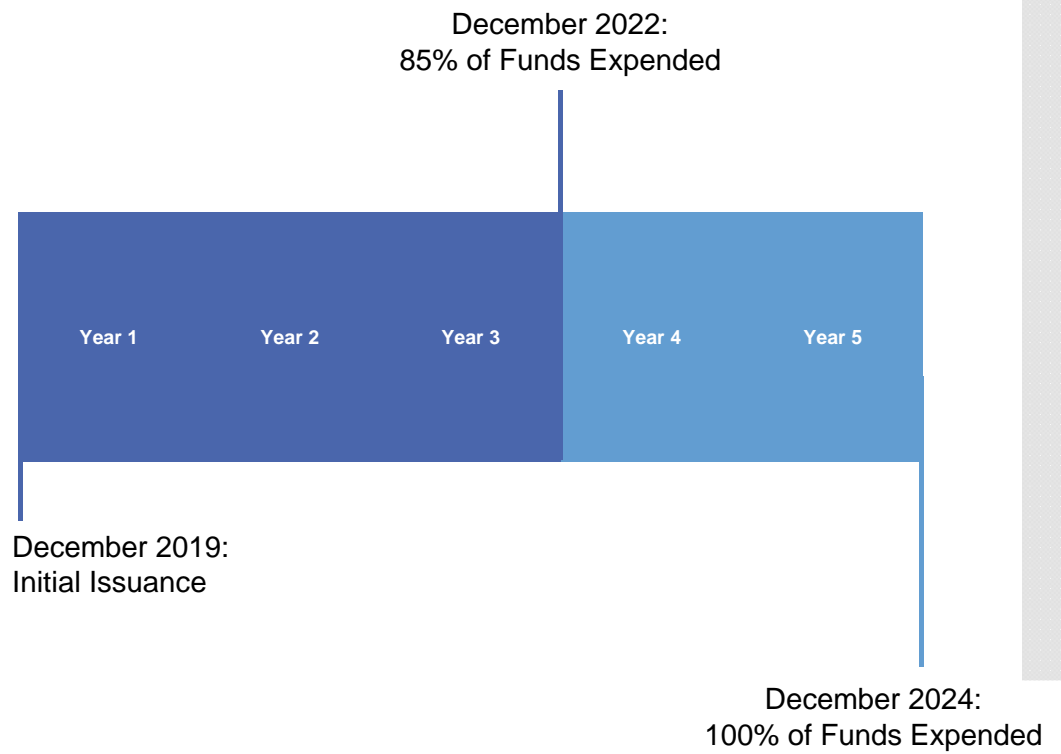 December 2022:
85% of Funds Expended
Year 1 Year 2 Year 3 Year 4 Year 5
December 2019:
Initial Issuance
December 2024:
100% of Funds Expended